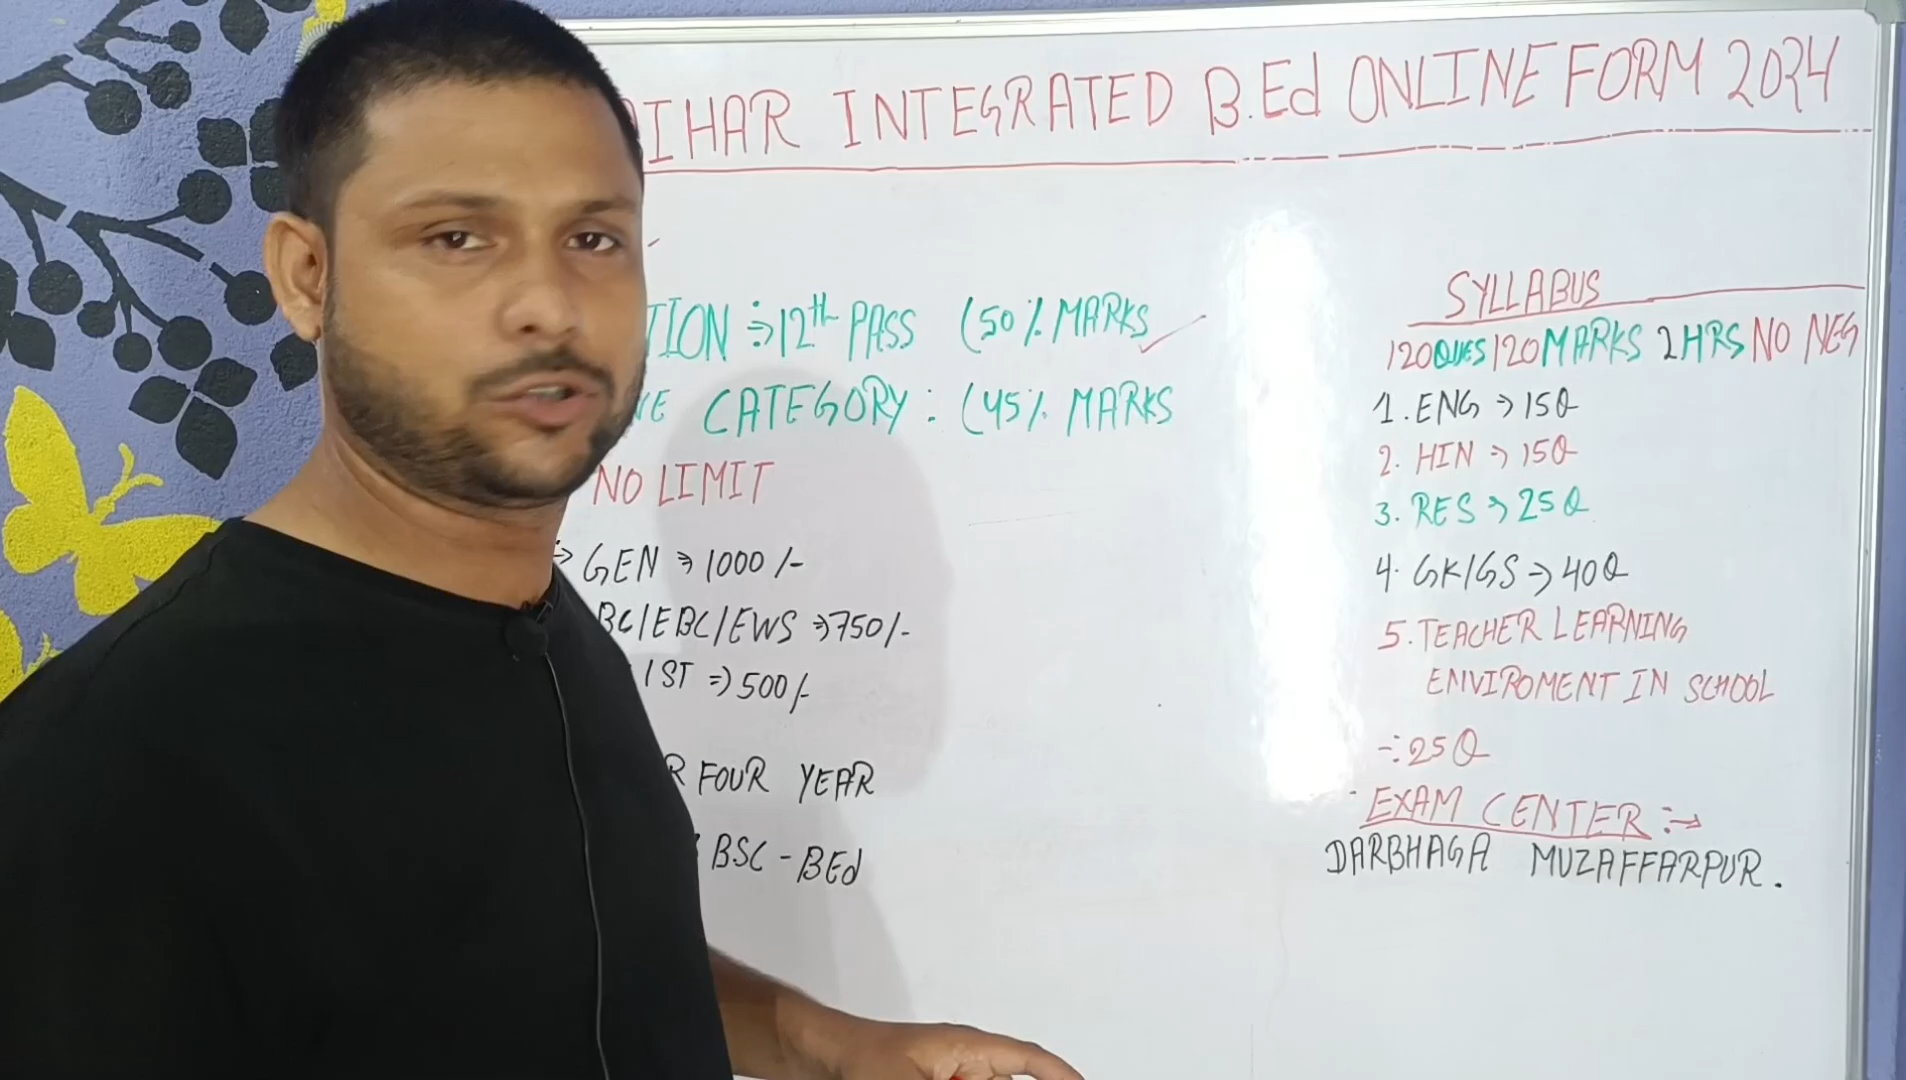 IHAR INTEGRATED B.Ed ONLINE FORM 2024
TION ⇒ 12th PASS (50% MARKS
VE CATEGORY : (45% MARKS
NO LIMIT
⇒ GEN ⇒ 1000/-
BC/EBC/EWS ⇒ 750/-
/ST ⇒ 500/-
R FOUR YEAR
BSC - BEd
SYLLABUS
120QUES 120MARKS 2HRS NO NEG
1. ENG → 15Q
2. HIN → 15Q
3. RES → 25Q
4. GK/GS → 40Q
5. TEACHER LEARNING
ENVIROMENT IN SCHOOL
-: 25Q
EXAM CENTER :→
DARBHAGA MUZAFFARPUR.